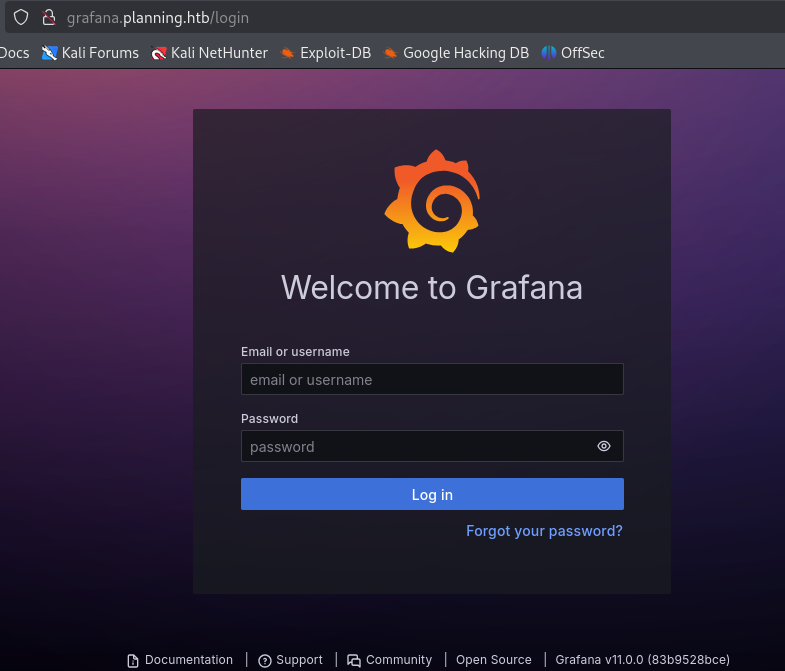 grafana.planning.htb/login
Docs Kali Forums Kali NetHunter Exploit-DB Google Hacking DB OffSec
Welcome to Grafana
Email or username
email or username
Password
password
Log in
Forgot your password?
Documentation | Support | Community | Open Source | Grafana v11.0.0 (83b9528bce)